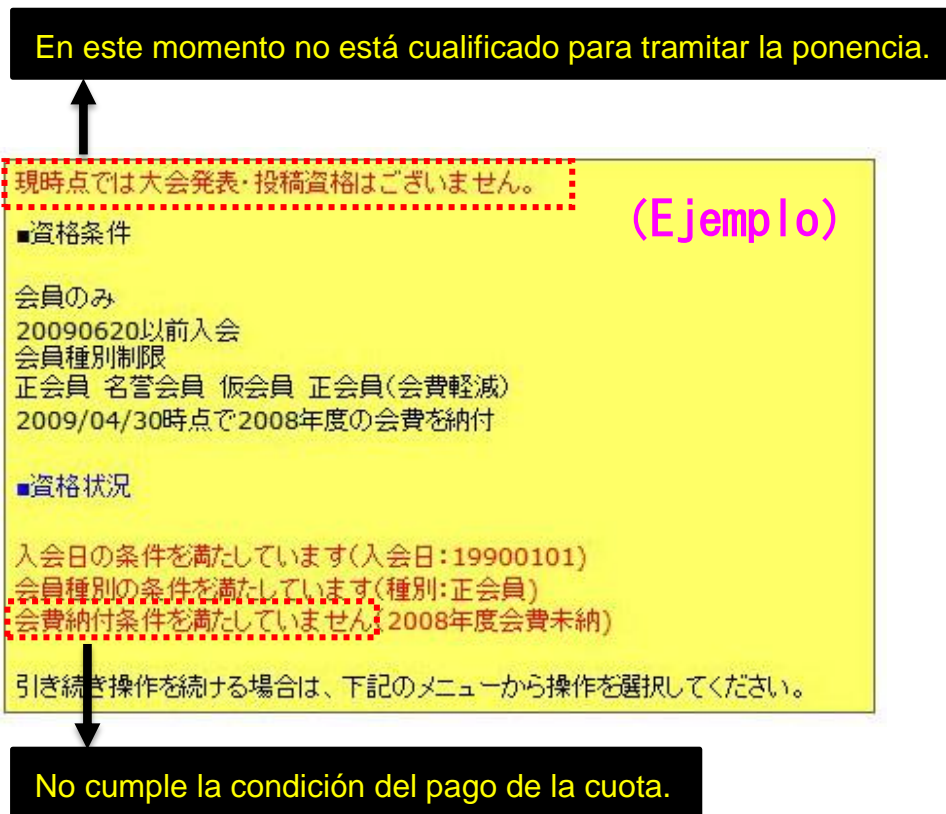 En este momento no está cualificado para tramitar la ponencia.
現時点では大会発表・投稿資格はございません。
(Ejemplo)
■資格条件
会員のみ
20090620以前入会
会員種別制限
正会員 名誉会員 仮会員 正会員(会費軽減)
2009/04/30時点で2008年度の会費を納付
■資格状況
入会日の条件を満たしています(入会日:19900101)
会員種別の条件を満たしています(種別:正会員)
会費納付条件を満たしていません(2008年度会費未納)
引き続き操作を続ける場合は、下記のメニューから操作を選択してください。
No cumple la condición del pago de la cuota.